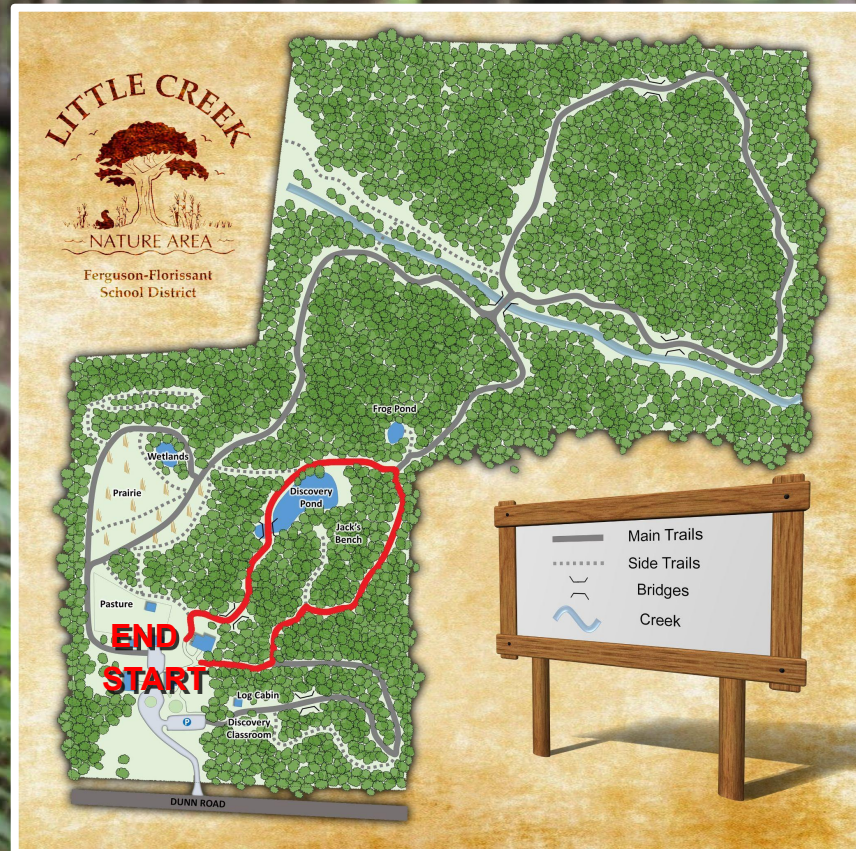 LITTLE CREEK
NATURE AREA
Ferguson-Florissant
School District
Frog Pond
Wetlands
Prairie
Discovery
Pond
Jack's
Bench
Pasture
END
START
Log Cabin
P
Discovery
Classroom
DUNN ROAD
Main Trails
Side Trails
Bridges
Creek